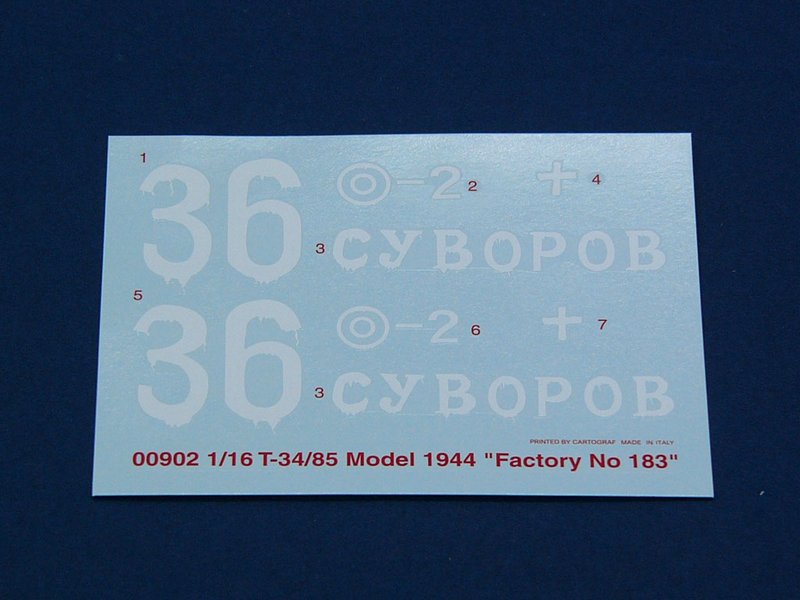 1
36
◎-2 2
+ 4
3 СУВОРОВ
5
36
◎-2 6
+ 7
3 СУВОРОВ
PRINTED BY CARTOGRAF MADE IN ITALY
00902 1/16 T-34/85 Model 1944 "Factory No 183"